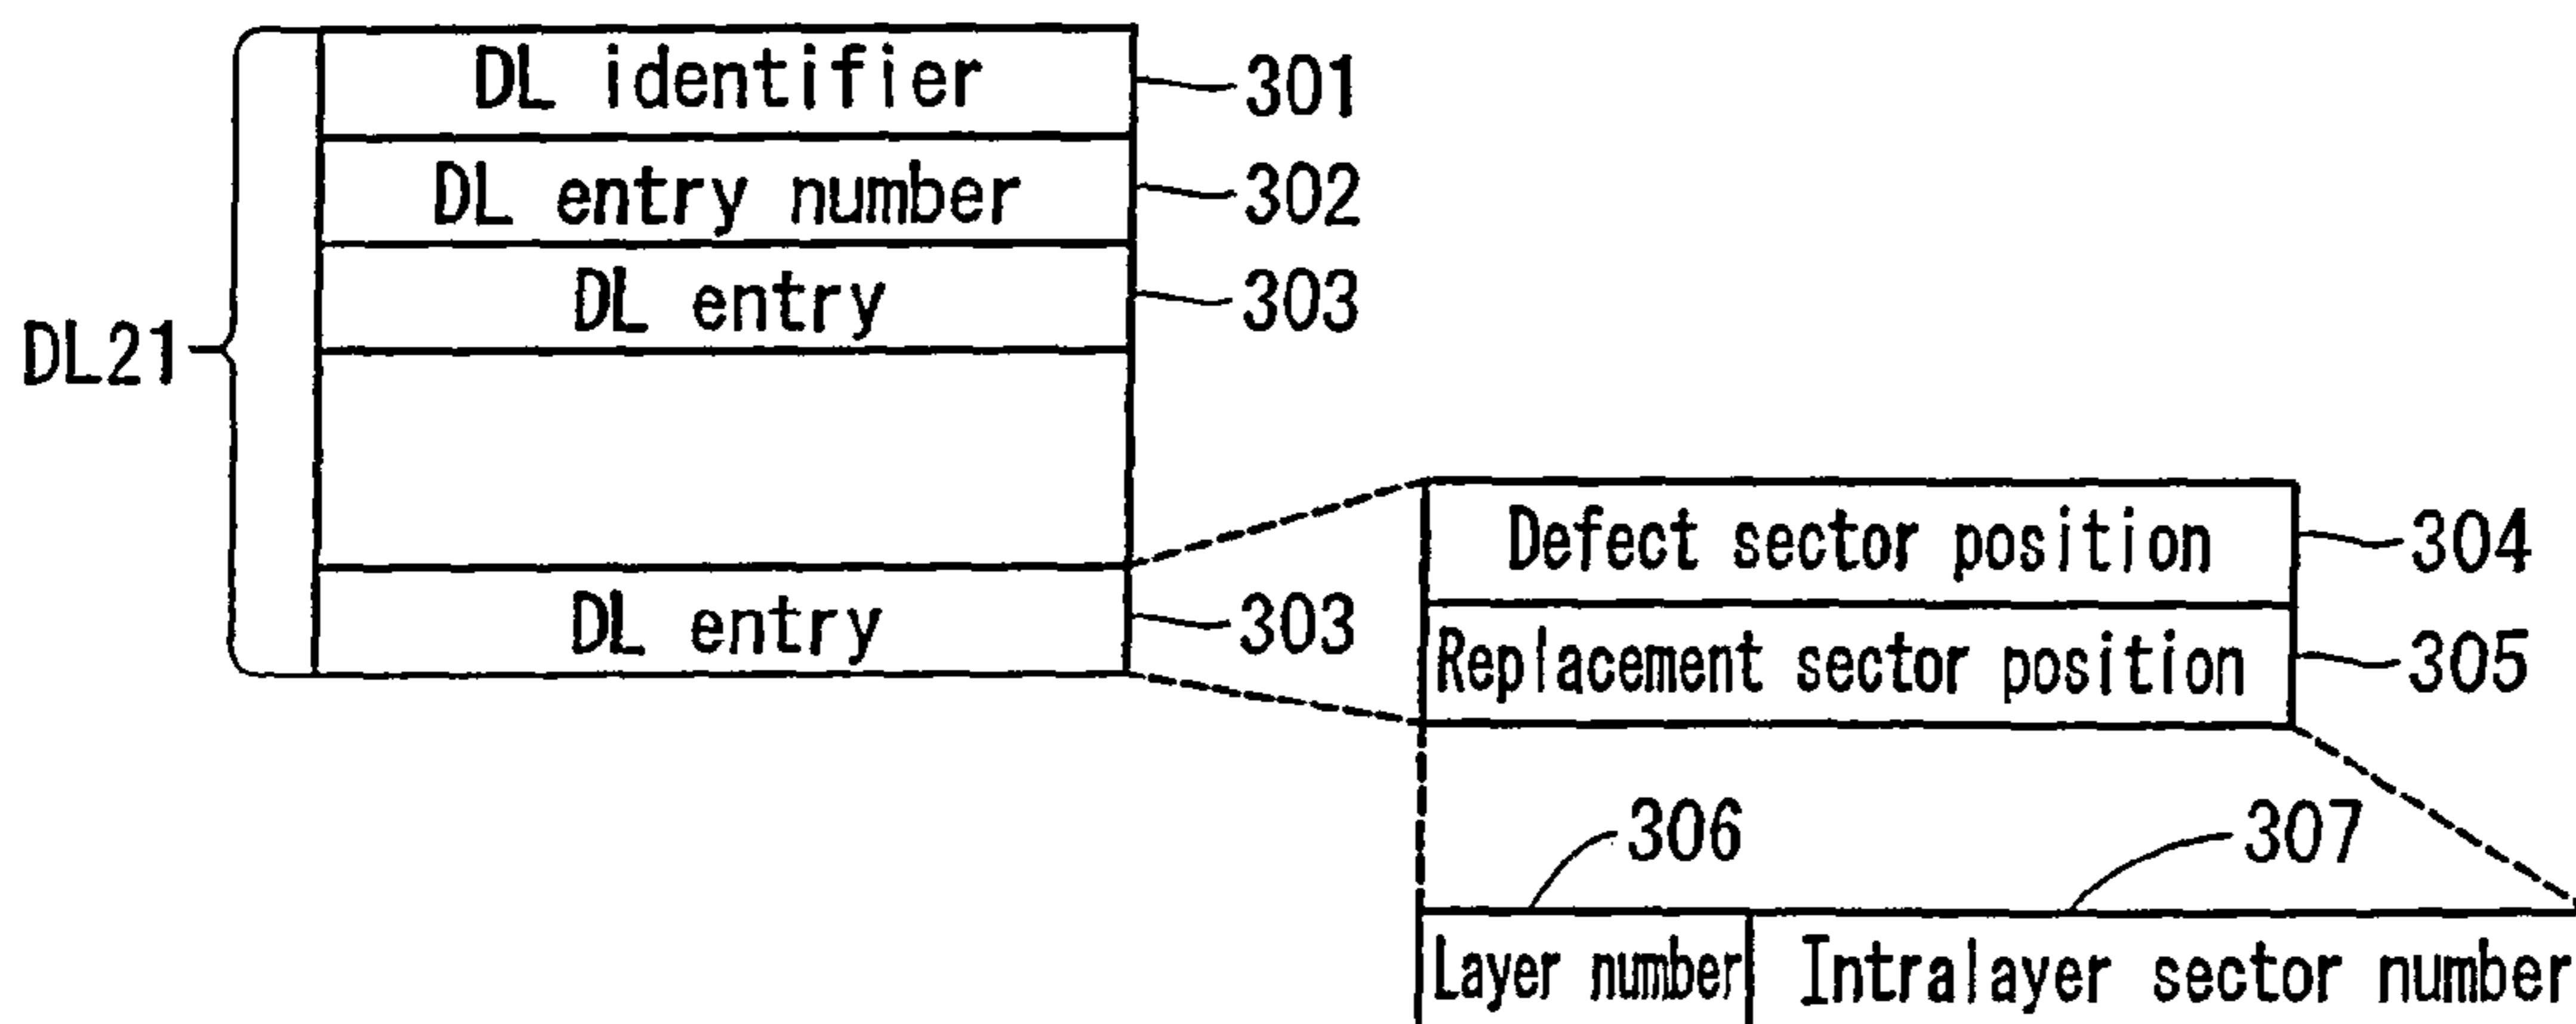 DL identifier 301
DL entry number 302
DL entry 303
DL21
Defect sector position 304
DL entry 303
Replacement sector position 305
306 307
Layer number Intralayer sector number